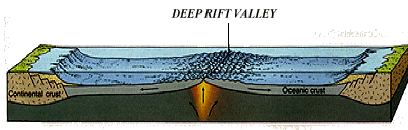 DEEP RIFT VALLEY
Continental crust
Oceanic crust